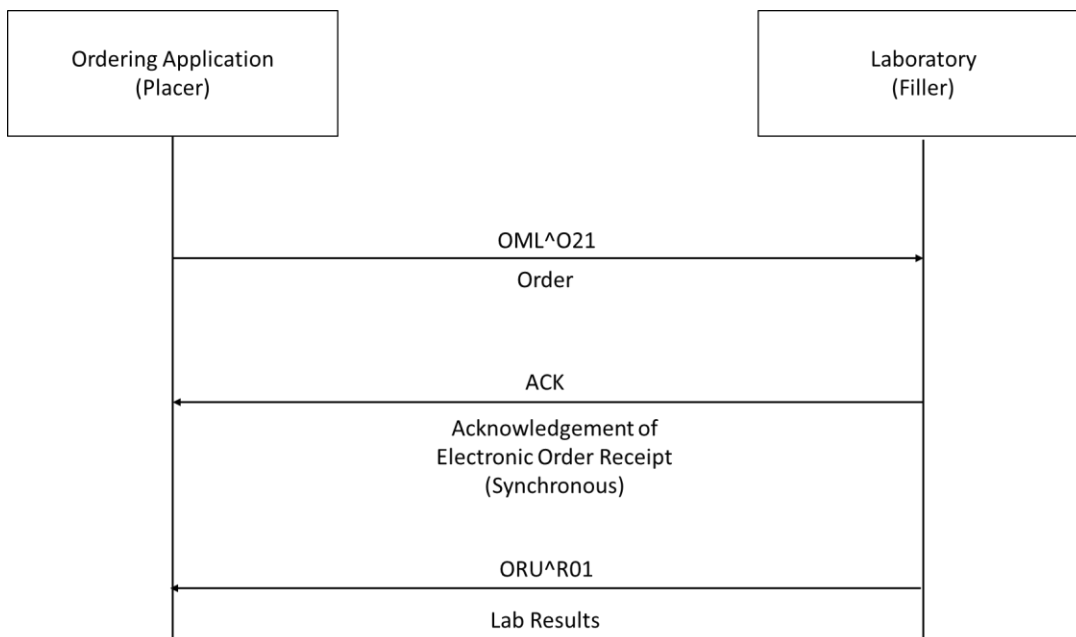 Ordering Application
(Placer)
Laboratory
(Filler)
OML^O21
Order
ACK
Acknowledgement of
Electronic Order Receipt
(Synchronous)
ORU^R01
Lab Results